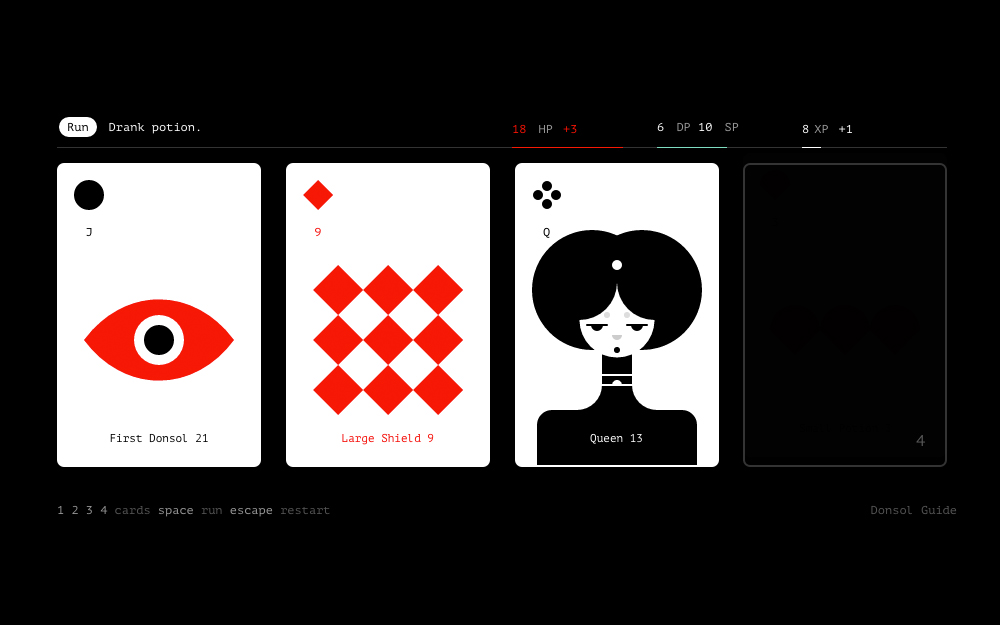 Run Drank potion. 18 HP +3 6 DP 10 SP 8 XP +1
J 9 Q
First Donsol 21 Large Shield 9 Queen 13
4
1 2 3 4 cards space run escape restart Donsol Guide